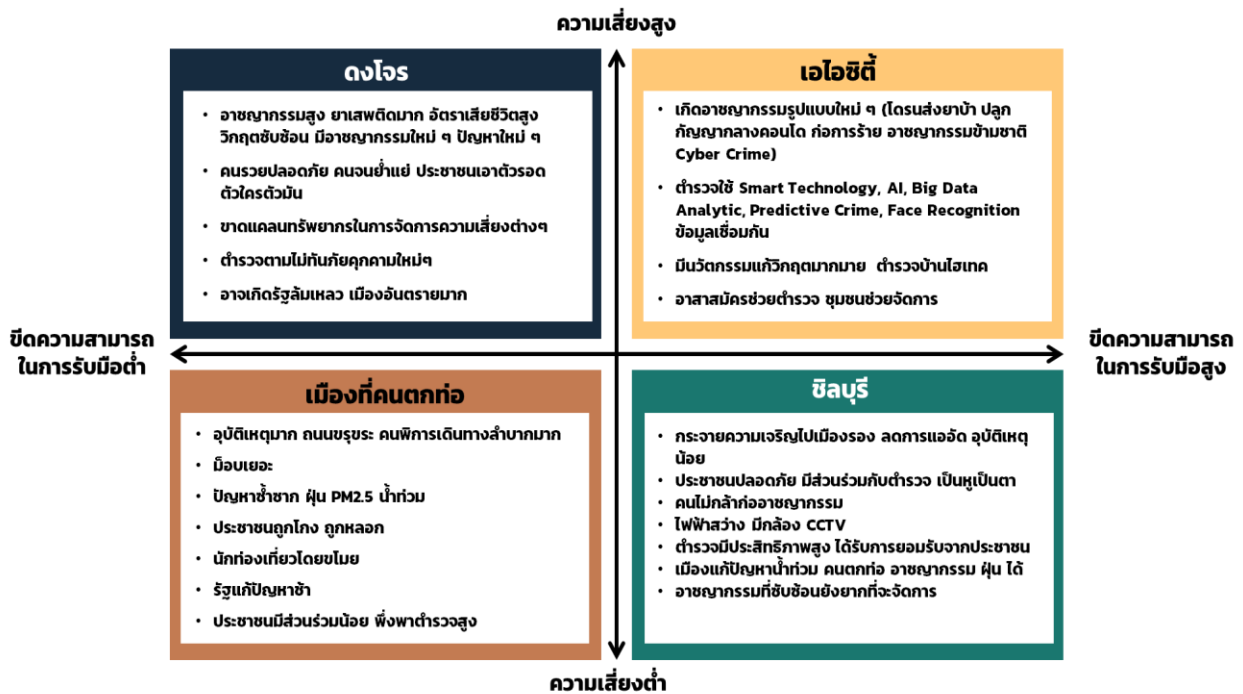 ความเสี่ยงสูง
ดงโจร
• อาชญากรรมสูง ยาเสพติดมาก อัตราเสียชีวิตสูง
วิกฤตซับซ้อน มีอาชญากรรมใหม่ ๆ ปัญหาใหม่ ๆ
• คนรวยปลอดภัย คนจนย่ำแย่ ประชาชนเอาตัวรอด
ตัวใครตัวมัน
• ขาดแคลนทรัพยากรในการจัดการความเสี่ยงต่างๆ
• ตำรวจตามไม่ทันภัยคุกคามใหม่ๆ
• อาจเกิดรัฐล้มเหลว เมืองอันตรายมาก
เอไอซิตี้
• เกิดอาชญากรรมรูปแบบใหม่ ๆ (โดรนส่งยาบ้า ปลูก
กัญญากลางคอนโด ก่อการร้าย อาชญากรรมข้ามชาติ
Cyber Crime)
• ตำรวจใช้ Smart Technology, AI, Big Data
Analytic, Predictive Crime, Face Recognition
ข้อมูลเชื่อมกัน
• มีนวัตกรรมแก้วิกฤตมากมาย ตำรวจบ้านไฮเทค
• อาสาสมัครช่วยตำรวจ ชุมชนช่วยจัดการ
ขีดความสามารถ
ในการรับมือต่ำ
ขีดความสามารถ
ในการรับมือสูง
เมืองที่คนตกท่อ
• อุบัติเหตุมาก ถนนขรุขระ คนพิการเดินทางลำบากมาก
• ม็อบเยอะ
• ปัญหาซ้ำซาก ฝุ่น PM2.5 น้ำท่วม
• ประชาชนถูกโกง ถูกหลอก
• นักท่องเที่ยวโดยขโมย
• รัฐแก้ปัญหาช้า
• ประชาชนมีส่วนร่วมน้อย พึ่งพาตำรวจสูง
ชิลบุรี
• กระจายความเจริญไปเมืองรอง ลดการแออัด อุบัติเหตุ
น้อย
• ประชาชนปลอดภัย มีส่วนร่วมกับตำรวจ เป็นหูเป็นตา
• คนไม่กล้าก่ออาชญากรรม
• ไฟฟ้าสว่าง มีกล้อง CCTV
• ตำรวจมีประสิทธิภาพสูง ได้รับการยอมรับจากประชาชน
• เมืองแก้ปัญหาน้ำท่วม คนตกท่อ อาชญากรรม ฝุ่น ได้
• อาชญากรรมที่ซับซ้อนยังยากที่จะจัดการ
ความเสี่ยงต่ำ